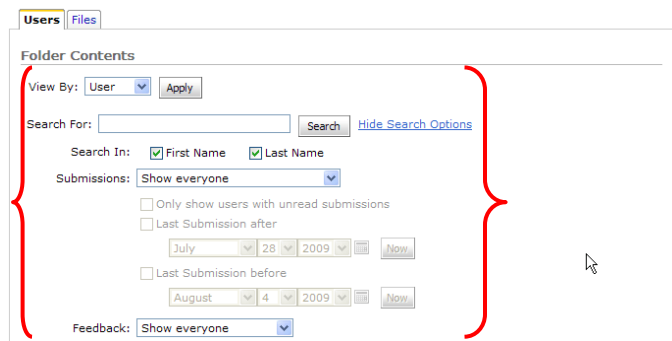 Users Files
Folder Contents
View By: User Apply
Search For: Search Hide Search Options
Search In: First Name Last Name
Submissions: Show everyone
Only show users with unread submissions
Last Submission after
July 28 2009 Now
Last Submission before
August 4 2009 Now
Feedback: Show everyone